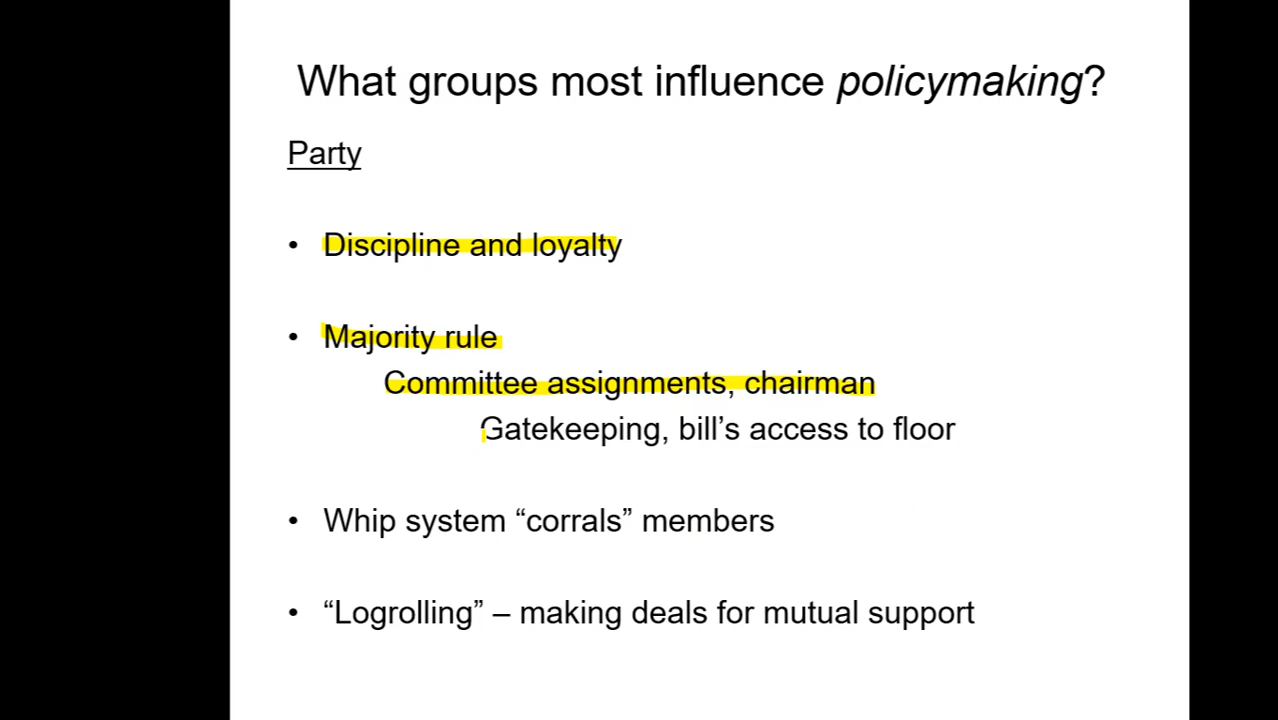 What groups most influence policymaking?
Party
• Discipline and loyalty
• Majority rule
Committee assignments, chairman
Gatekeeping, bill’s access to floor
• Whip system “corrals” members
• “Logrolling” – making deals for mutual support